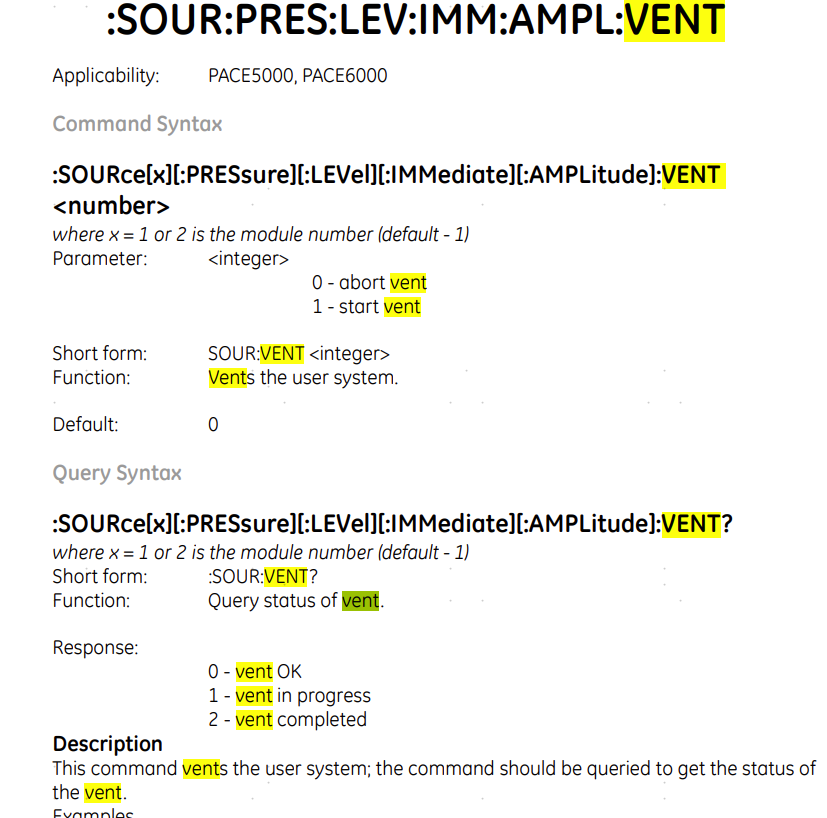 :SOUR:PRES:LEV:IMM:AMPL:VENT
Applicability: PACE5000, PACE6000
Command Syntax
:SOURce[x][:PRESsure][:LEVel][:IMMediate][:AMPLitude]:VENT
<number>
where x = 1 or 2 is the module number (default - 1)
Parameter: <integer>
0 - abort vent
1 - start vent
Short form: SOUR:VENT <integer>
Function: Vents the user system.
Default: 0
Query Syntax
:SOURce[x][:PRESsure][:LEVel][:IMMediate][:AMPLitude]:VENT?
where x = 1 or 2 is the module number (default - 1)
Short form: :SOUR:VENT?
Function: Query status of vent.
Response:
0 - vent OK
1 - vent in progress
2 - vent completed
Description
This command vents the user system; the command should be queried to get the status of
the vent.
Examples